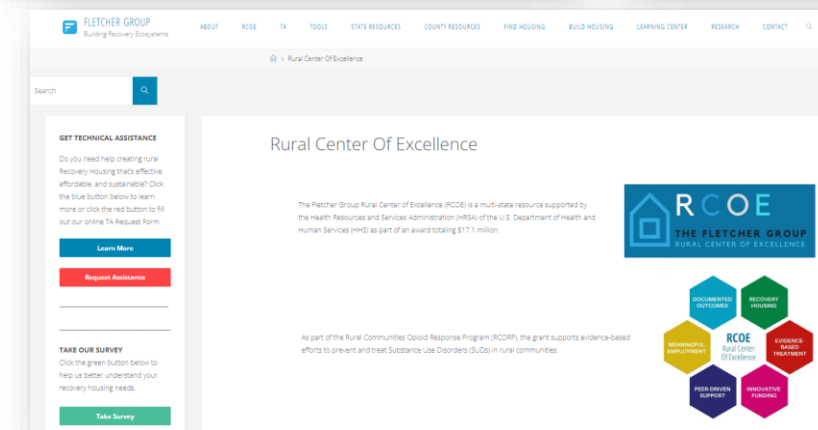 FLETCHER GROUP
Building Recovery Ecosystems
ABOUT RCOE TA TOOLS STATE RESOURCES COUNTY RESOURCES FIND HOUSING BUILD HOUSING LEARNING CENTER RESEARCH CONTACT
> Rural Center Of Excellence
Search
GET TECHNICAL ASSISTANCE
Do you need help creating rural
Recovery Housing that's effective,
affordable, and sustainable? Click
the blue button below to learn
more or click the red button to fill
out our online TA Request Form.
Learn More
Request Assistance
TAKE OUR SURVEY
Click the green button below to
help us better understand your
recovery housing needs.
Take Survey
Rural Center Of Excellence
The Fletcher Group Rural Center of Excellence (RCOE) is a multi-state resource supported by
the Health Resources and Services Administration (HRSA) of the U.S. Department of Health and
Human Services (HHS) as part of an award totaling $17.1 million.
RCOE
THE FLETCHER GROUP
RURAL CENTER OF EXCELLENCE
As part of the Rural Communities Opioid Response Program (RCORP), the grant supports evidence-based
efforts to prevent and treat Substance Use Disorders (SUDs) in rural communities.
DOCUMENTED
OUTCOMES
RECOVERY
HOUSING
MEANINGFUL
EMPLOYMENT
RCOE
Rural Center
Of Excellence
EVIDENCE-
BASED
TREATMENT
PEER-DRIVEN
SUPPORT
INNOVATIVE
FUNDING